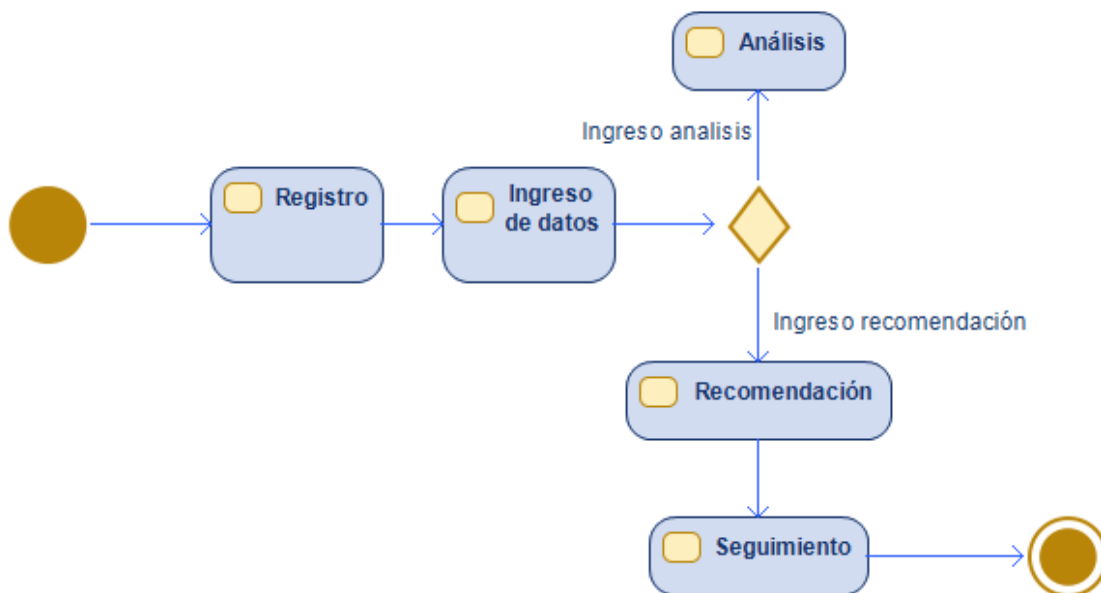 Análisis
Ingreso analisis
Registro
Ingreso
de datos
Ingreso recomendación
Recomendación
Seguimiento